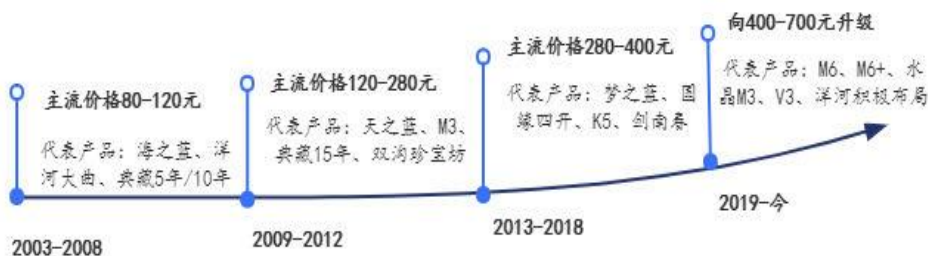 主流价格80-120元
代表产品：海之蓝、洋
河大曲、典藏5年/10年
2003-2008
主流价格120-280元
代表产品：天之蓝、M3、
典藏15年、双沟珍宝坊
2009-2012
主流价格280-400元
代表产品：梦之蓝、国
缘四开、K5、剑南春
2013-2018
向400-700元升级
代表产品：M6、M6+、水
晶M3、V3、洋河积极布局
2019-今